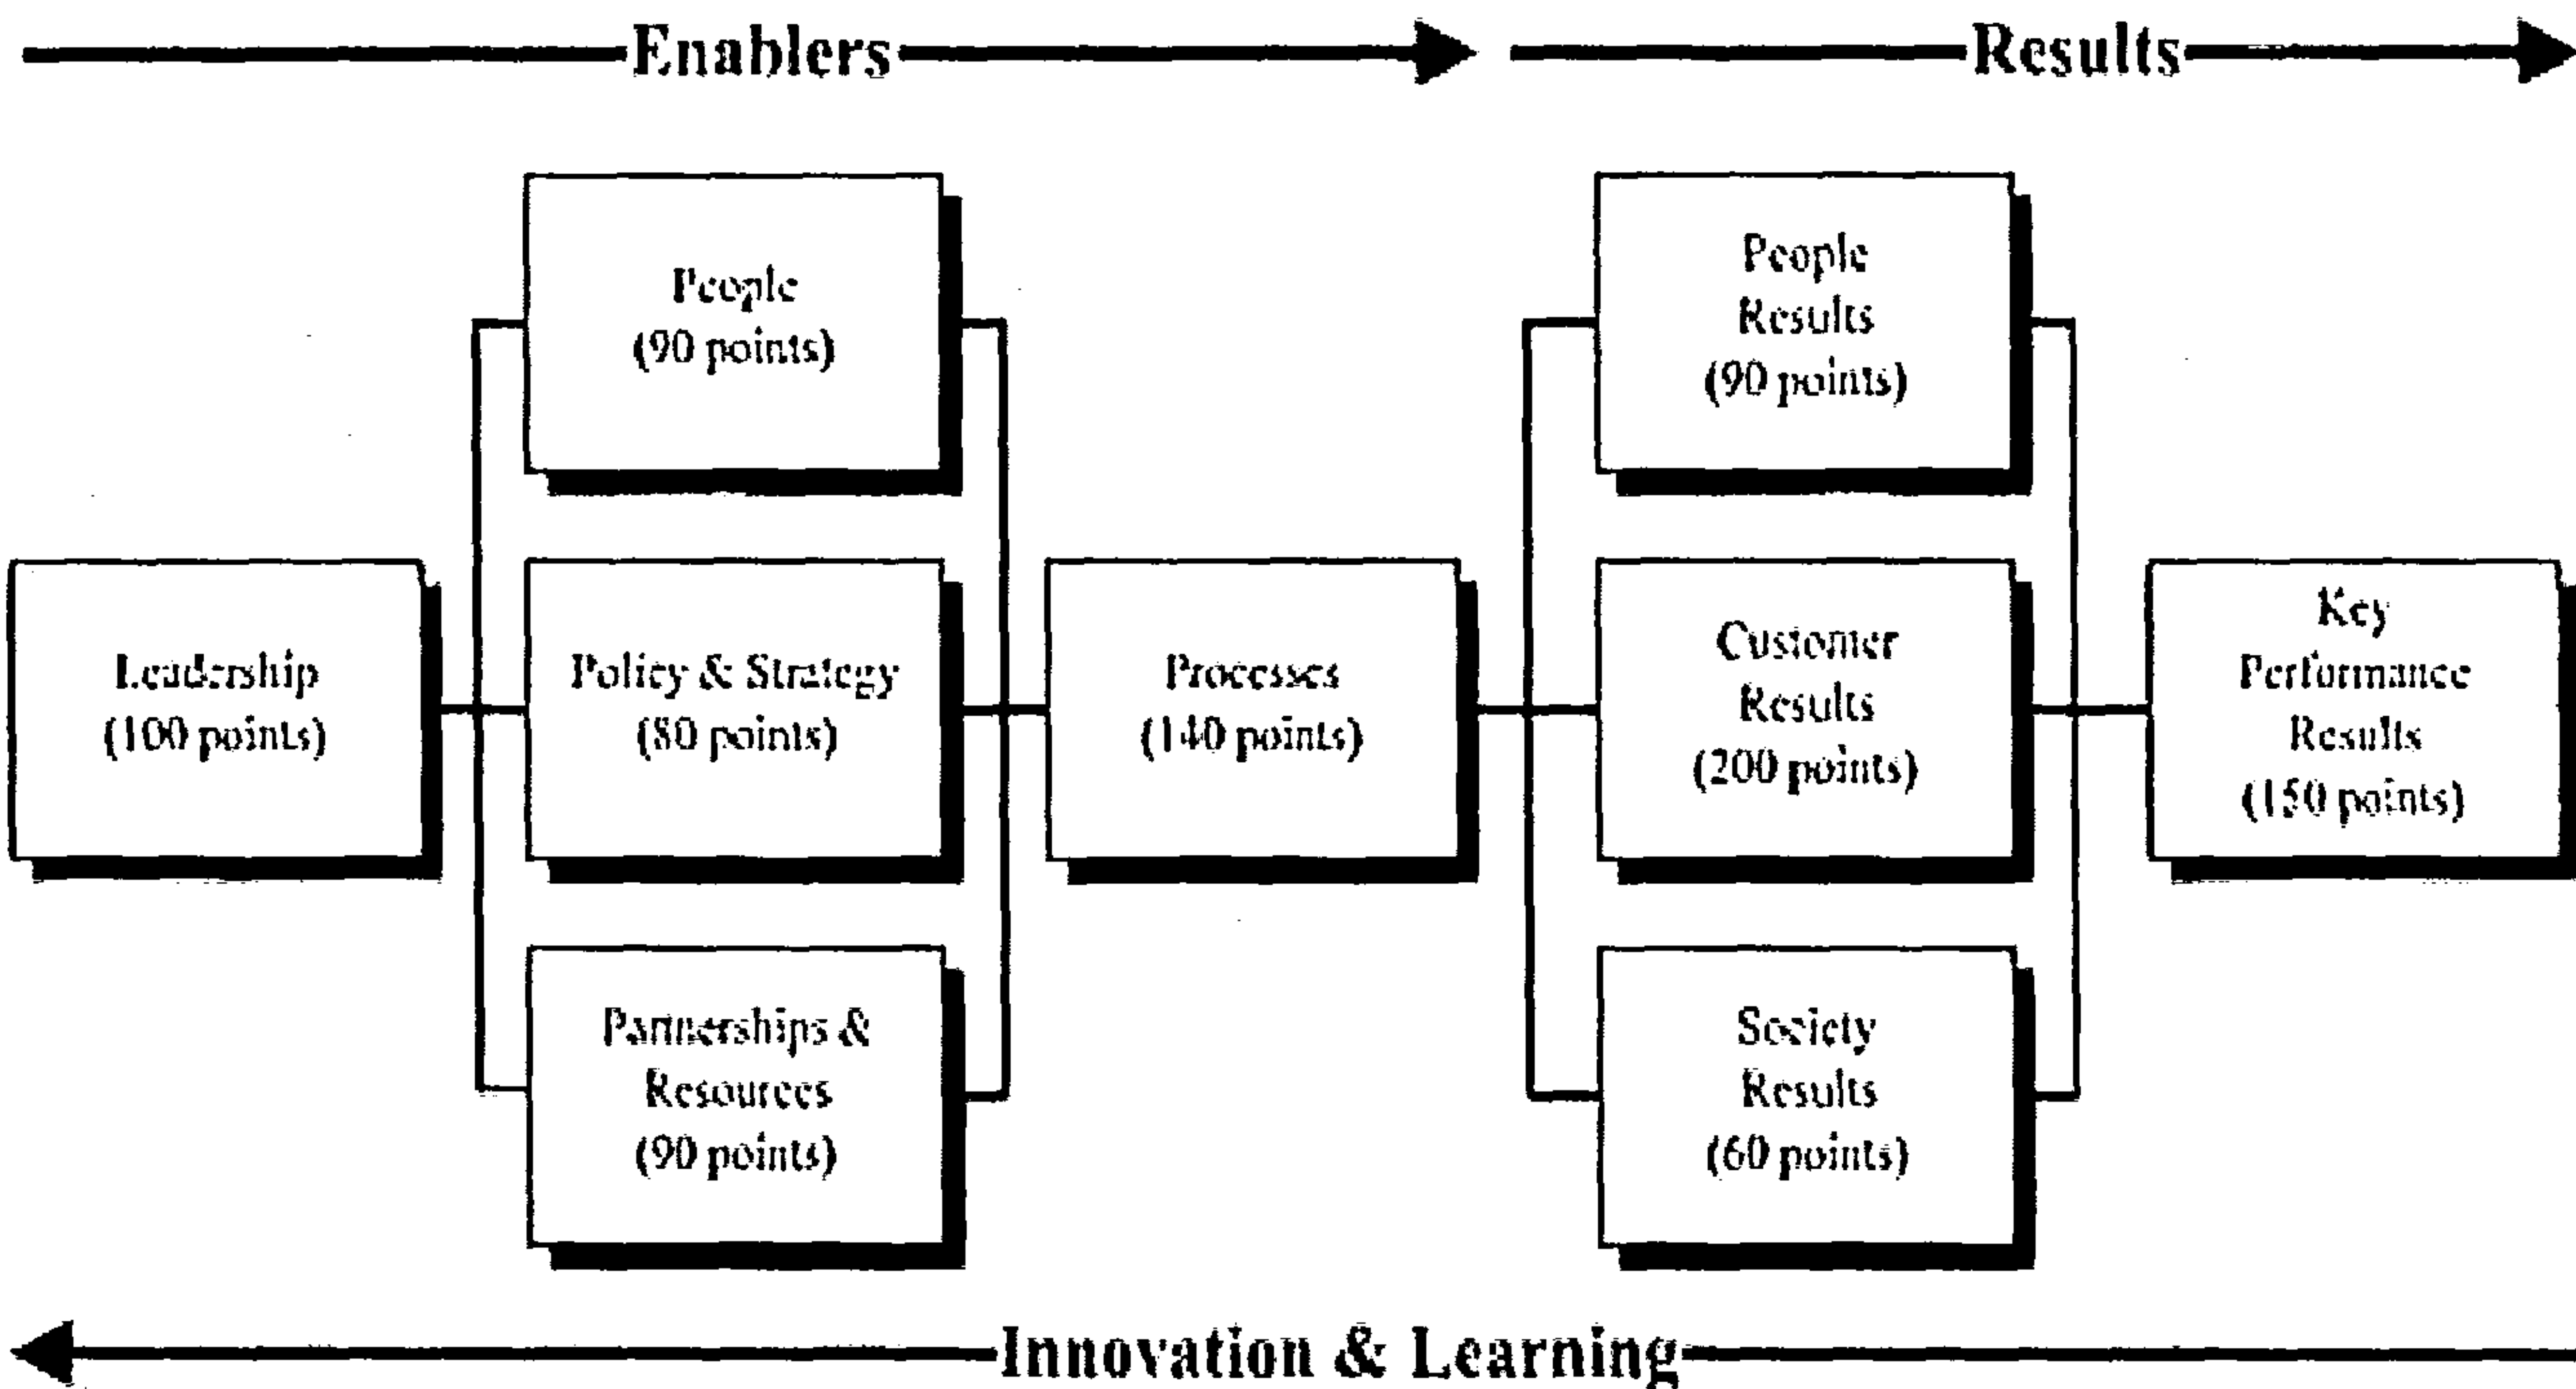 Enablers
Results
People
(90 points)
People
Results
(90 points)
Leadership
(100 points)
Policy & Strategy
(80 points)
Processes
(140 points)
Customer
Results
(200 points)
Key
Performance
Results
(150 points)
Partnerships &
Resources
(90 points)
Society
Results
(60 points)
Innovation & Learning